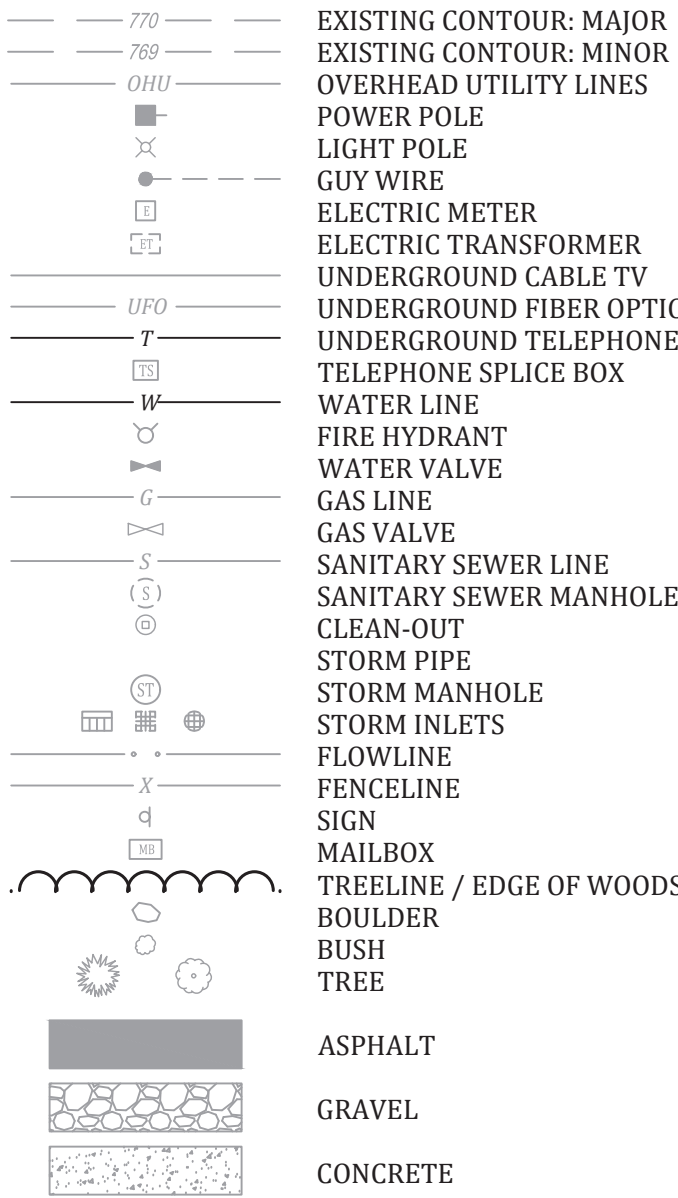 770 EXISTING CONTOUR: MAJOR
769 EXISTING CONTOUR: MINOR
OHU OVERHEAD UTILITY LINES
POWER POLE
LIGHT POLE
GUY WIRE
E ELECTRIC METER
ET ELECTRIC TRANSFORMER
UNDERGROUND CABLE TV
UFO UNDERGROUND FIBER OPTIC
T UNDERGROUND TELEPHONE
TS TELEPHONE SPLICE BOX
W WATER LINE
FIRE HYDRANT
WATER VALVE
G GAS LINE
GAS VALVE
S SANITARY SEWER LINE
S SANITARY SEWER MANHOLE
CLEAN-OUT
STORM PIPE
ST STORM MANHOLE
STORM INLETS
FLOWLINE
X FENCELINE
SIGN
MB MAILBOX
TREELINE / EDGE OF WOODS
BOULDER
BUSH
TREE
ASPHALT
GRAVEL
CONCRETE